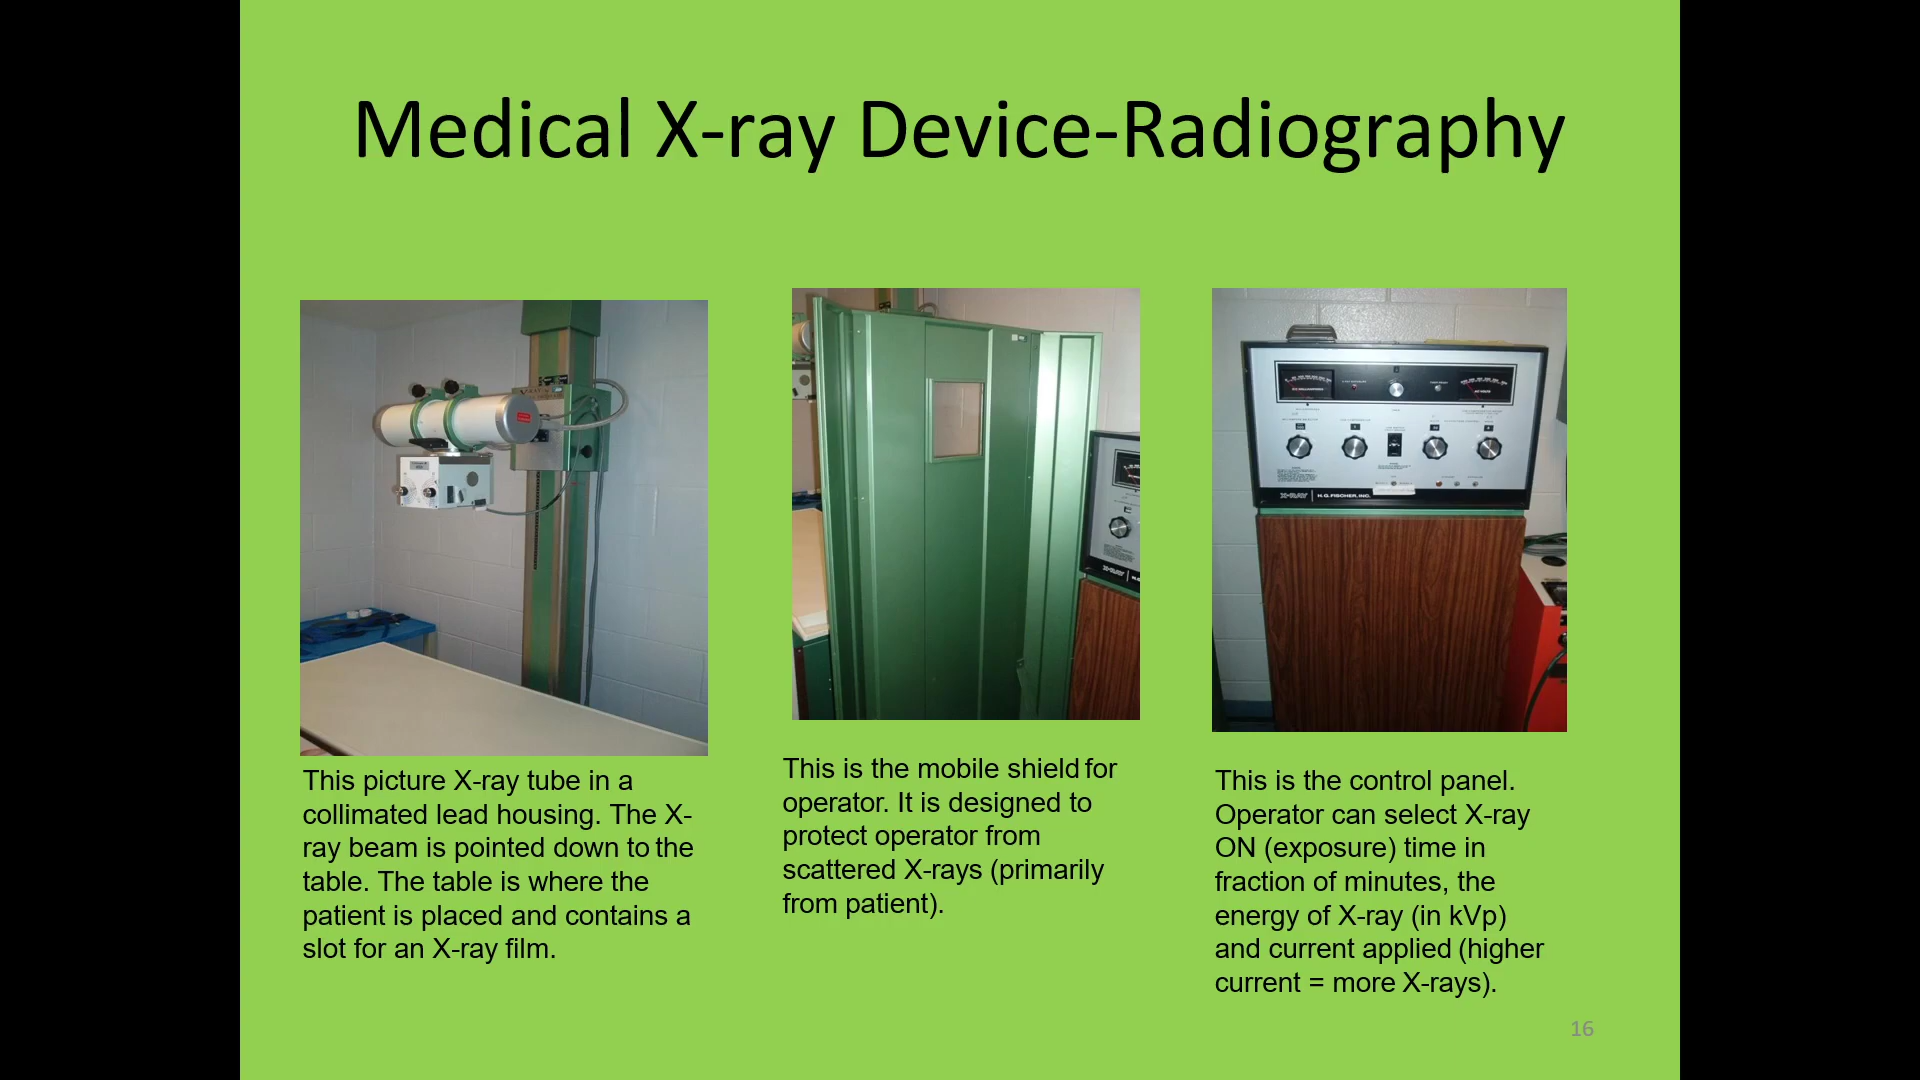 Medical X-ray Device-Radiography
This picture X-ray tube in a
collimated lead housing. The X-
ray beam is pointed down to the
table. The table is where the
patient is placed and contains a
slot for an X-ray film.
This is the mobile shield for
operator. It is designed to
protect operator from
scattered X-rays (primarily
from patient).
X-RAY
X-RAY H.G. FISCHER, INC.
This is the control panel.
Operator can select X-ray
ON (exposure) time in
fraction of minutes, the
energy of X-ray (in kVp)
and current applied (higher
current = more X-rays).
16